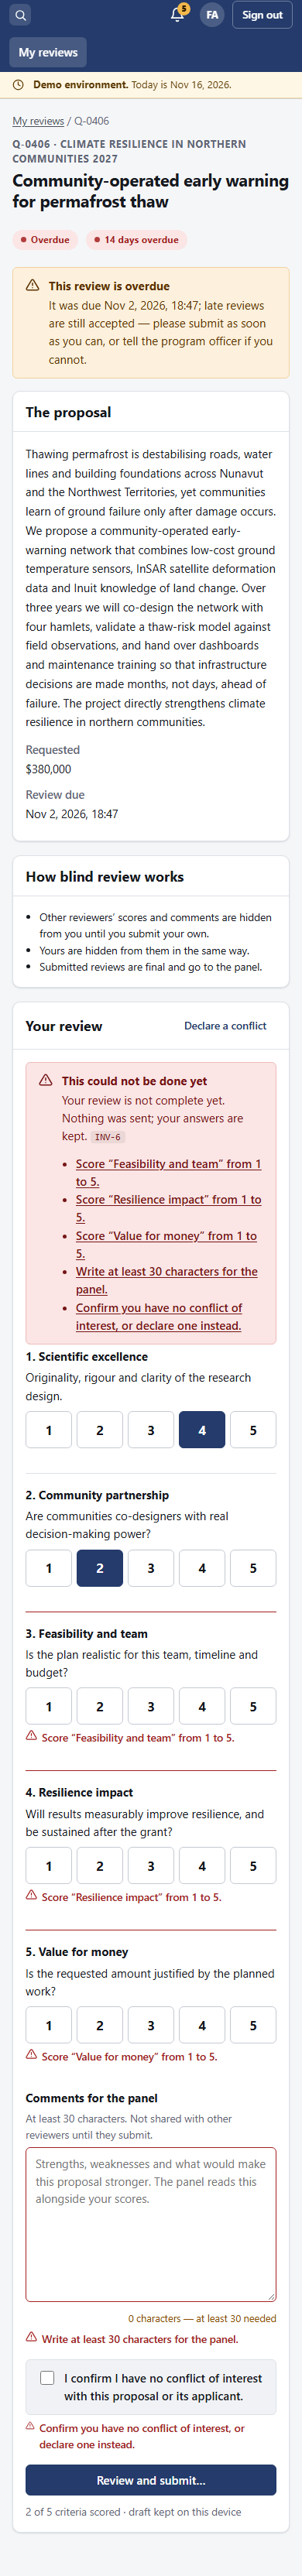 5
FA
Sign out
My reviews
Demo environment. Today is Nov 16, 2026.
My reviews / Q-0406
Q-0406 · CLIMATE RESILIENCE IN NORTHERN
COMMUNITIES 2027
Community-operated early warning
for permafrost thaw
Overdue
14 days overdue
This review is overdue
It was due Nov 2, 2026, 18:47; late reviews
are still accepted — please submit as soon
as you can, or tell the program officer if you
cannot.
The proposal
Thawing permafrost is destabilising roads, water
lines and building foundations across Nunavut
and the Northwest Territories, yet communities
learn of ground failure only after damage occurs.
We propose a community-operated early-
warning network that combines low-cost ground
temperature sensors, InSAR satellite deformation
data and Inuit knowledge of land change. Over
three years we will co-design the network with
four hamlets, validate a thaw-risk model against
field observations, and hand over dashboards
and maintenance training so that infrastructure
decisions are made months, not days, ahead of
failure. The project directly strengthens climate
resilience in northern communities.
Requested
$380,000
Review due
Nov 2, 2026, 18:47
How blind review works
• Other reviewers' scores and comments are hidden
from you until you submit your own.
• Yours are hidden from them in the same way.
• Submitted reviews are final and go to the panel.
Your review
Declare a conflict
This could not be done yet
Your review is not complete yet.
Nothing was sent; your answers are
kept. INV-6
• Score “Feasibility and team” from 1
to 5.
• Score “Resilience impact” from 1 to
5.
• Score “Value for money” from 1 to
5.
• Write at least 30 characters for the
panel.
• Confirm you have no conflict of
interest, or declare one instead.
1. Scientific excellence
Originality, rigour and clarity of the research
design.
1 2 3 4 5
2. Community partnership
Are communities co-designers with real
decision-making power?
1 2 3 4 5
3. Feasibility and team
Is the plan realistic for this team, timeline and
budget?
1 2 3 4 5
Score “Feasibility and team” from 1 to 5.
4. Resilience impact
Will results measurably improve resilience, and
be sustained after the grant?
1 2 3 4 5
Score “Resilience impact” from 1 to 5.
5. Value for money
Is the requested amount justified by the planned
work?
1 2 3 4 5
Score “Value for money” from 1 to 5.
Comments for the panel
At least 30 characters. Not shared with other
reviewers until they submit.
Strengths, weaknesses and what would make
this proposal stronger. The panel reads this
alongside your scores.
0 characters — at least 30 needed
Write at least 30 characters for the panel.
I confirm I have no conflict of interest
with this proposal or its applicant.
Confirm you have no conflict of interest, or
declare one instead.
Review and submit...
2 of 5 criteria scored · draft kept on this device